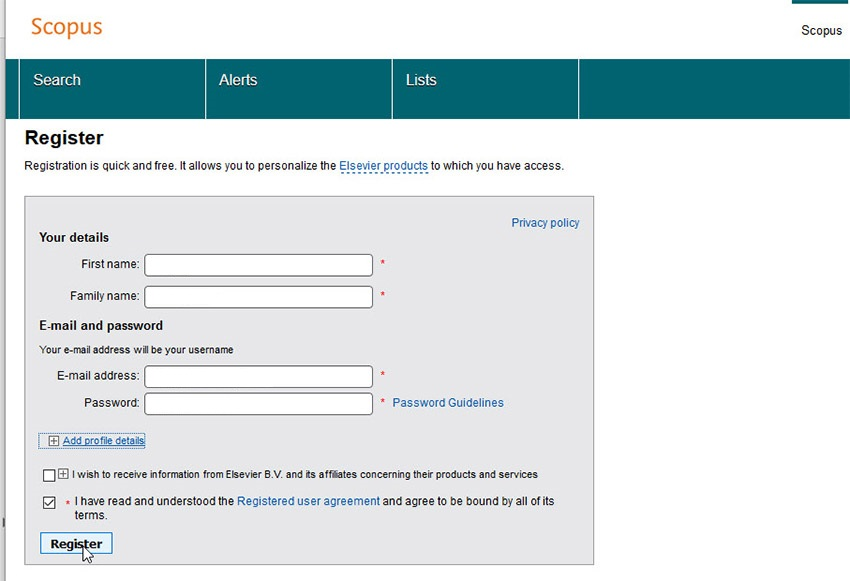 Scopus
Scopus
Search Alerts Lists
Register
Registration is quick and free. It allows you to personalize the Elsevier products to which you have access.
Privacy policy
Your details
First name: *
Family name: *
E-mail and password
Your e-mail address will be your username
E-mail address: *
Password: * Password Guidelines
Add profile details
I wish to receive information from Elsevier B.V. and its affiliates concerning their products and services
* I have read and understood the Registered user agreement and agree to be bound by all of its
terms.
Register